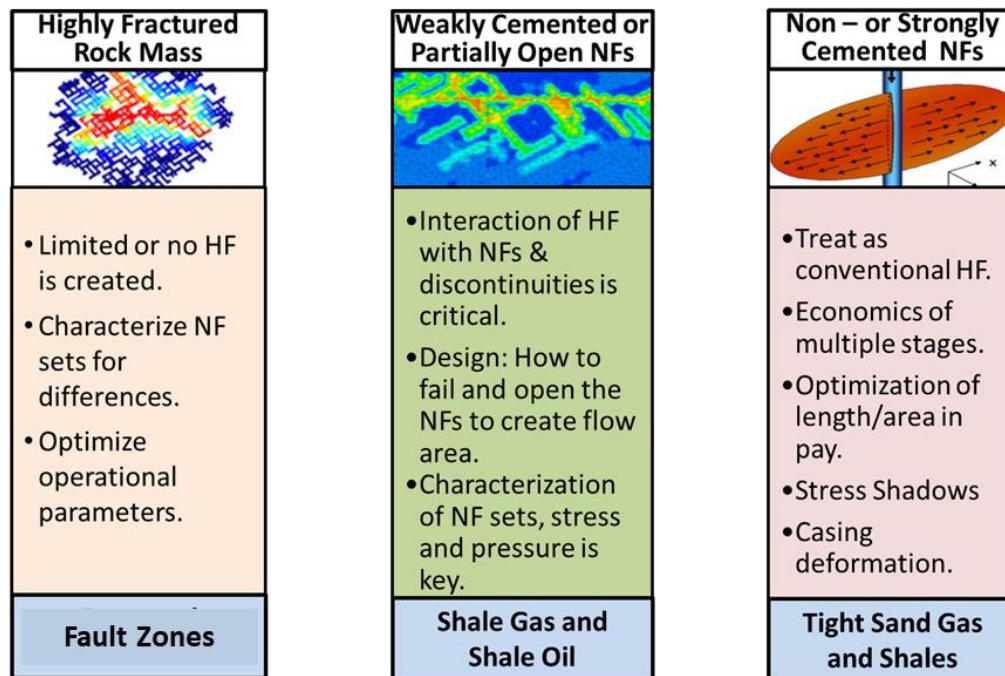 Highly Fractured
Rock Mass
• Limited or no HF
is created.
• Characterize NF
sets for
differences.
• Optimize
operational
parameters.
Fault Zones
Weakly Cemented or
Partially Open NFs
•Interaction of HF
with NFs &
discontinuities is
critical.
•Design: How to
fail and open the
NFs to create flow
area.
•Characterization
of NF sets, stress
and pressure is
key.
Shale Gas and
Shale Oil
Non – or Strongly
Cemented NFs
x
•Treat as
conventional HF.
•Economics of
multiple stages.
•Optimization of
length/area in
pay.
•Stress Shadows
•Casing
deformation.
Tight Sand Gas
and Shales